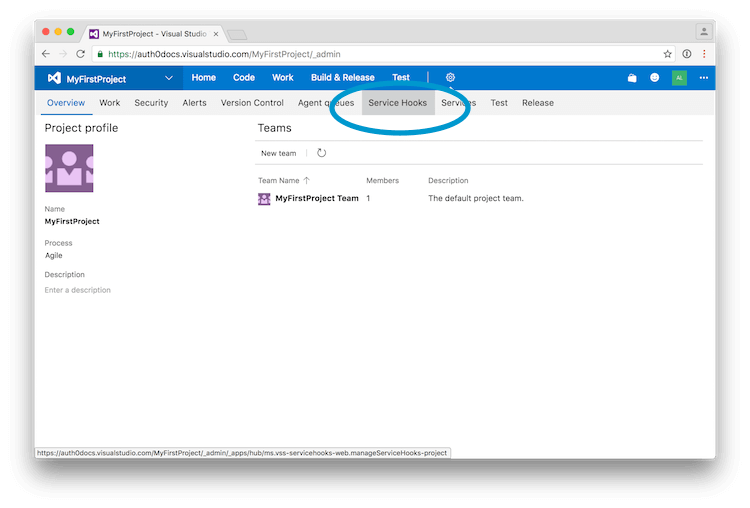 MyFirstProject - Visual Studio
https://auth0docs.visualstudio.com/MyFirstProject/_admin
MyFirstProject Home Code Work Build & Release Test AL
Overview Work Security Alerts Version Control Agent queues Service Hooks Services Test Release
Project profile
Teams
New team
Team Name Members Description
MyFirstProject Team 1 The default project team.
Name
MyFirstProject
Process
Agile
Description
Enter a description
https://auth0docs.visualstudio.com/MyFirstProject/_admin/_apps/hub/ms.vss-servicehooks-web.manageServiceHooks-project